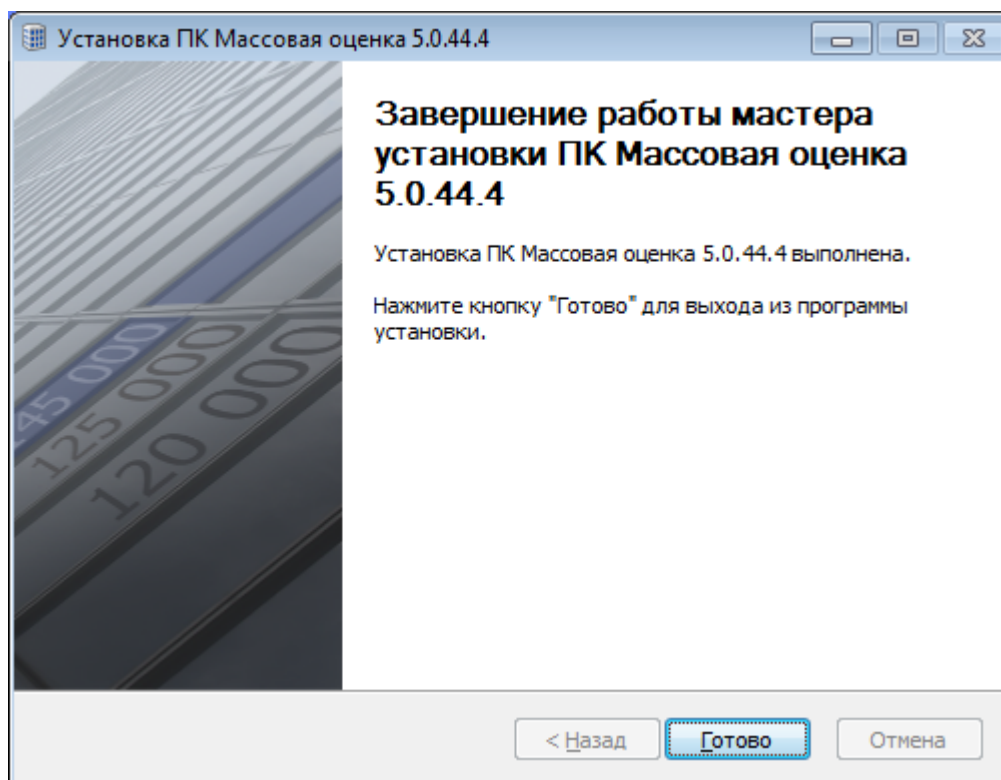 Установка ПК Массовая оценка 5.0.44.4
Завершение работы мастера
установки ПК Массовая оценка
5.0.44.4
Установка ПК Массовая оценка 5.0.44.4 выполнена.
Нажмите кнопку "Готово" для выхода из программы
установки.
145 000
125 000
120 000
< Назад
Готово
Отмена